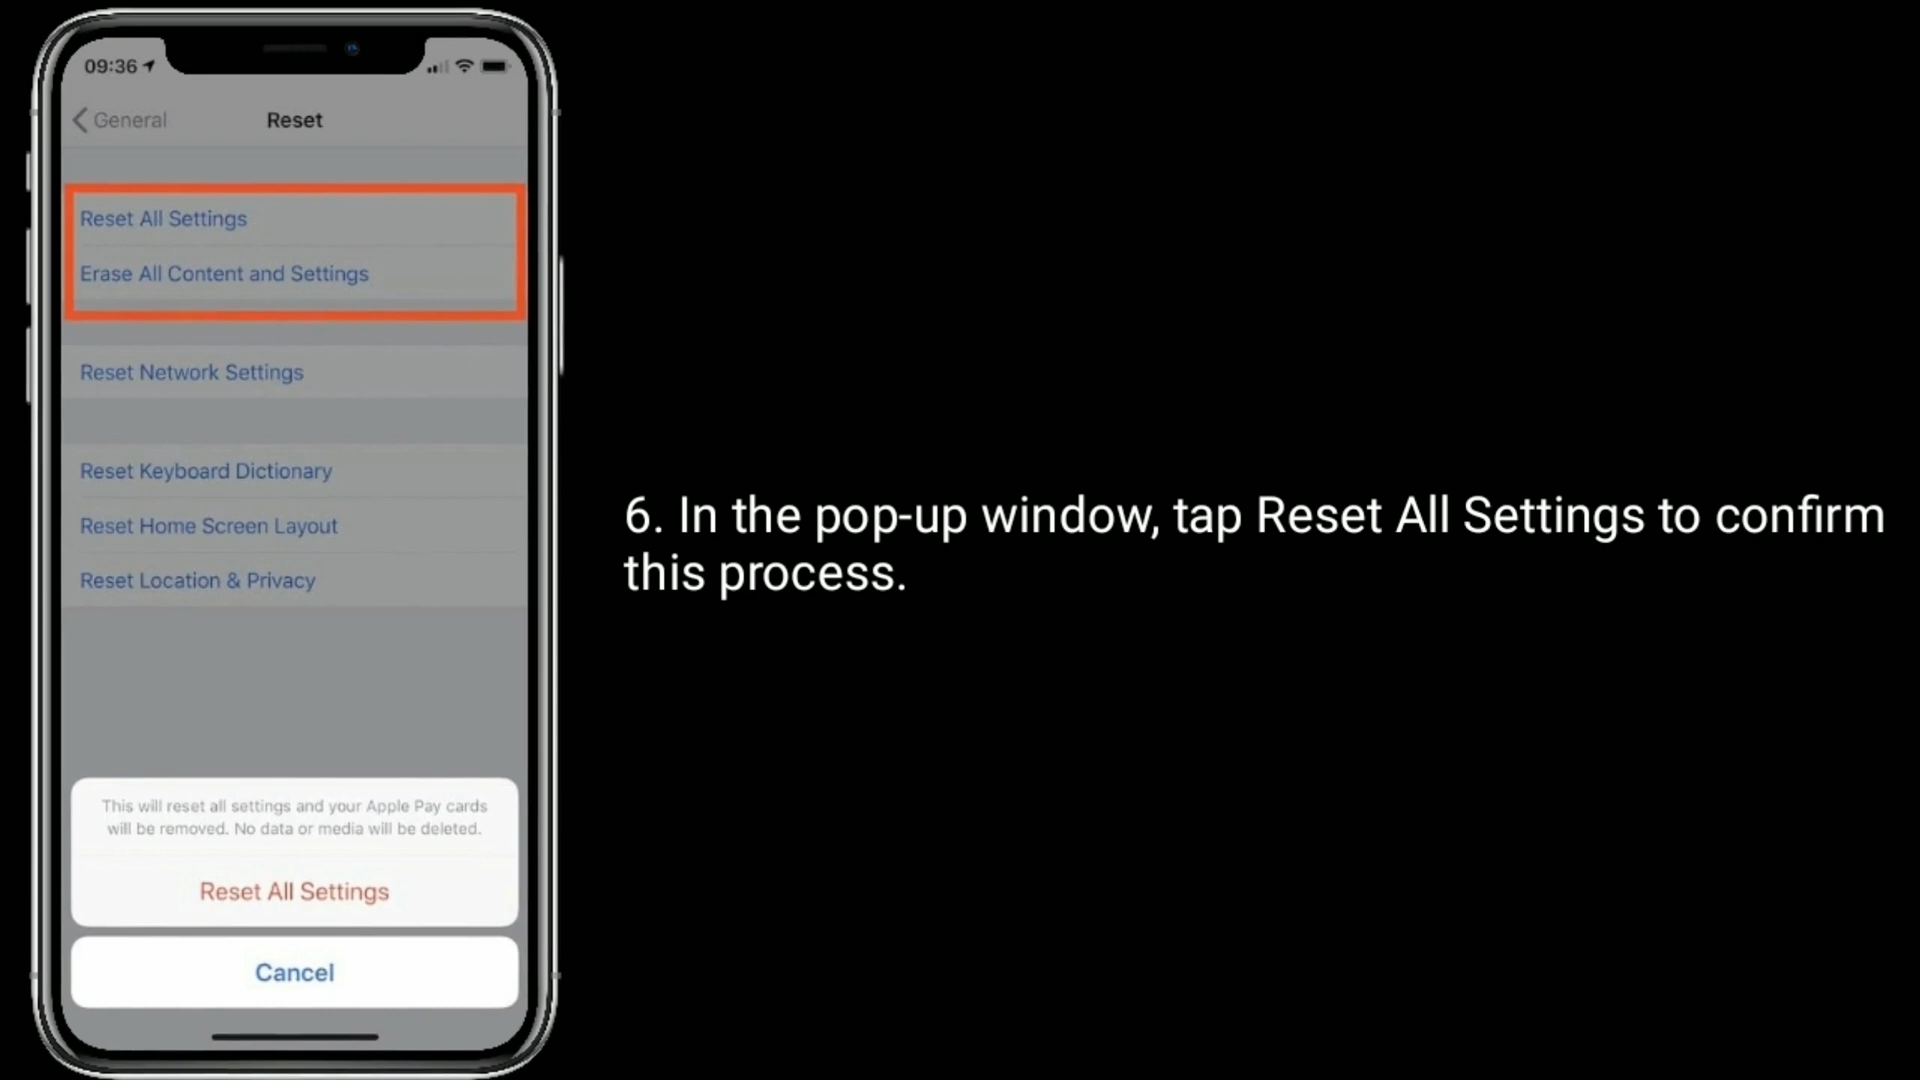 09:36
General
Reset
Reset All Settings
Erase All Content and Settings
Reset Network Settings
Reset Keyboard Dictionary
Reset Home Screen Layout
Reset Location & Privacy
This will reset all settings and your Apple Pay cards
will be removed. No data or media will be deleted.
Reset All Settings
Cancel
6. In the pop-up window, tap Reset All Settings to confirm
this process.